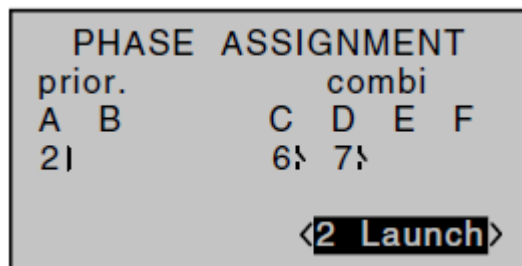 PHASE ASSIGNMENT
prior. combi
A B C D E F
2 6 7
<2 Launch>